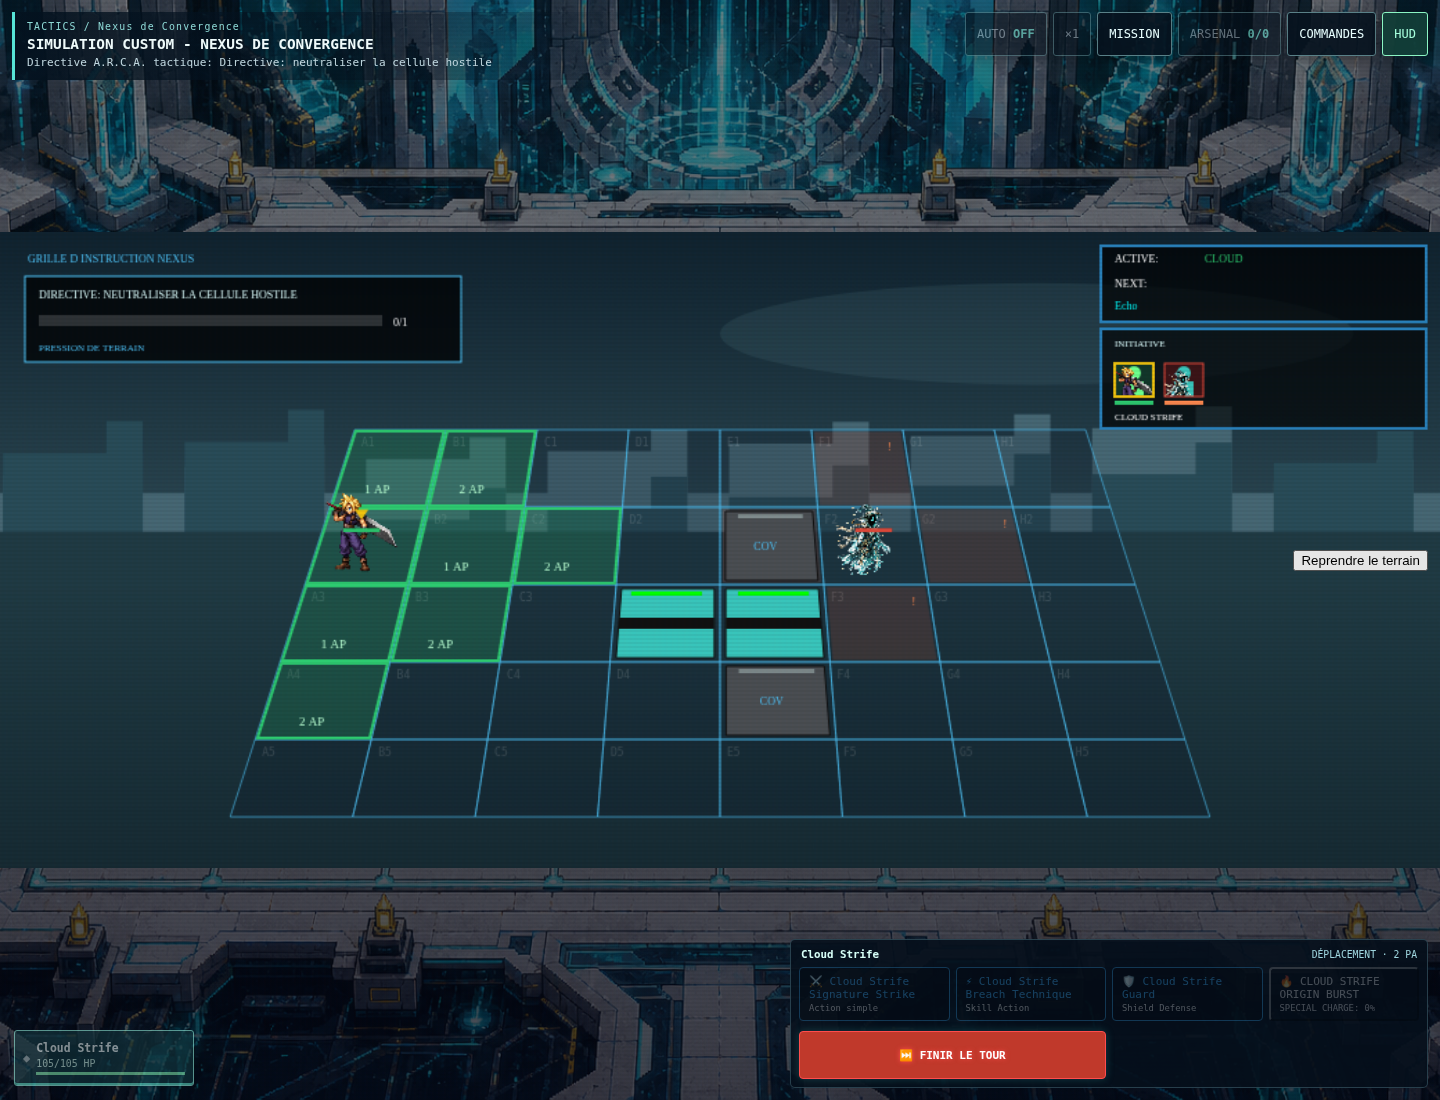 TACTICS / Nexus de Convergence
SIMULATION CUSTOM - NEXUS DE CONVERGENCE
Directive A.R.C.A. tactique: Directive: neutraliser la cellule hostile
AUTO OFF
×1
MISSION
ARSENAL 0/0
COMMANDES
HUD
GRILLE D INSTRUCTION NEXUS
DIRECTIVE: NEUTRALISER LA CELLULE HOSTILE
0/1
PRESSION DE TERRAIN
ACTIVE: CLOUD
NEXT:
Echo
INITIATIVE
CLOUD STRIFE
A1 B1 C1 D1 E1 F1 ! G1 H1
1 AP 2 AP
B2 C2 D2 F2 G2 ! H2
COV
1 AP 2 AP
A3 B3 C3 F3 ! G3 H3
1 AP 2 AP
A4 B4 C4 D4 F4 G4 H4
COV
2 AP
A5 B5 C5 D5 E5 F5 G5 H5
Reprendre le terrain
Cloud Strife
DÉPLACEMENT · 2 PA
⚔️ Cloud Strife
Signature Strike
Action simple
⚡ Cloud Strife
Breach Technique
Skill Action
🛡️ Cloud Strife
Guard
Shield Defense
🔥 CLOUD STRIFE
ORIGIN BURST
SPECIAL CHARGE: 0%
⏩ FINIR LE TOUR
◆ Cloud Strife
105/105 HP